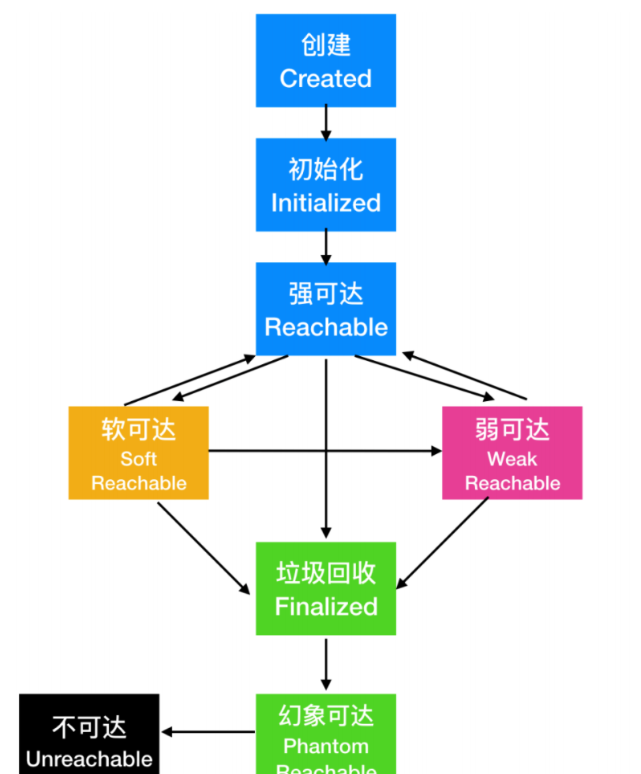 创建
Created
初始化
Initialized
强可达
Reachable
软可达
Soft
Reachable
弱可达
Weak
Reachable
垃圾回收
Finalized
不可达
Unreachable
幻象可达
Phantom
Reachable